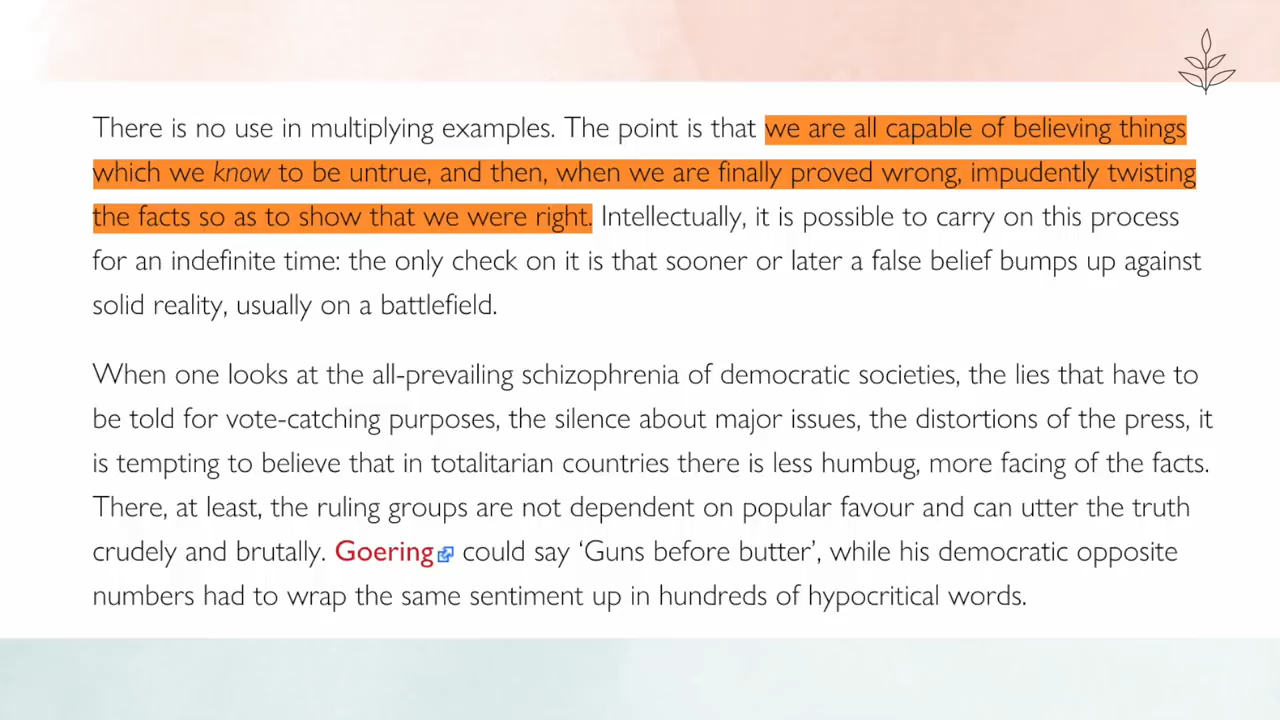 There is no use in multiplying examples. The point is that we are all capable of believing things
which we know to be untrue, and then, when we are finally proved wrong, impudently twisting
the facts so as to show that we were right. Intellectually, it is possible to carry on this process
for an indefinite time: the only check on it is that sooner or later a false belief bumps up against
solid reality, usually on a battlefield.
When one looks at the all-prevailing schizophrenia of democratic societies, the lies that have to
be told for vote-catching purposes, the silence about major issues, the distortions of the press, it
is tempting to believe that in totalitarian countries there is less humbug, more facing of the facts.
There, at least, the ruling groups are not dependent on popular favour and can utter the truth
crudely and brutally. Goering could say ‘Guns before butter’, while his democratic opposite
numbers had to wrap the same sentiment up in hundreds of hypocritical words.